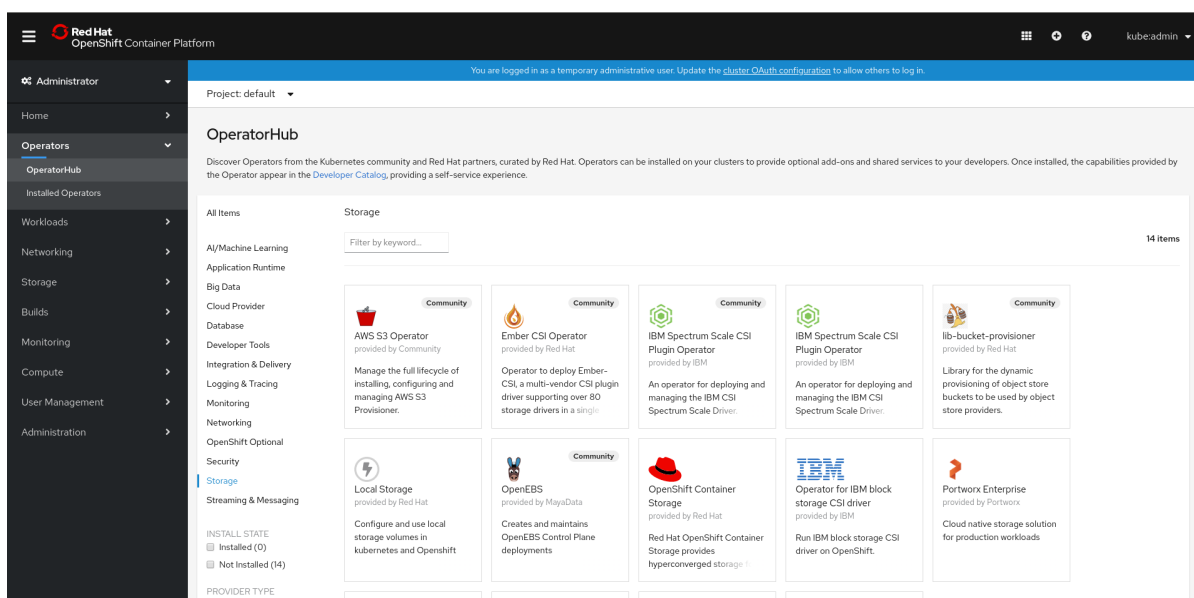 Red Hat
OpenShift Container Platform
kube:admin
Administrator
You are logged in as a temporary administrative user. Update the cluster OAuth configuration to allow others to log in.
Project: default
Home
Operators
OperatorHub
Installed Operators
Workloads
Networking
Storage
Builds
Monitoring
Compute
User Management
Administration
OperatorHub
Discover Operators from the Kubernetes community and Red Hat partners, curated by Red Hat. Operators can be installed on your clusters to provide optional add-ons and shared services to your developers. Once installed, the capabilities provided by
the Operator appear in the Developer Catalog, providing a self-service experience.
All Items
AI/Machine Learning
Application Runtime
Big Data
Cloud Provider
Database
Developer Tools
Integration & Delivery
Logging & Tracing
Monitoring
Networking
OpenShift Optional
Security
Storage
Streaming & Messaging
INSTALL STATE
Installed (0)
Not Installed (14)
PROVIDER TYPE
Storage
Filter by keyword...
14 items
Community
AWS S3 Operator
provided by Community
Manage the full lifecycle of
installing, configuring and
managing AWS S3
Provisioner.
Community
Ember CSI Operator
provided by Red Hat
Operator to deploy Ember-
CSI, a multi-vendor CSI plugin
driver supporting over 80
storage drivers in a single
Community
IBM Spectrum Scale CSI
Plugin Operator
provided by IBM
An operator for deploying and
managing the IBM CSI
Spectrum Scale Driver.
IBM Spectrum Scale CSI
Plugin Operator
provided by IBM
An operator for deploying and
managing the IBM CSI
Spectrum Scale Driver.
Community
lib-bucket-provisioner
provided by Red Hat
Library for the dynamic
provisioning of object store
buckets to be used by object
store providers.
Local Storage
provided by Red Hat
Configure and use local
storage volumes in
kubernetes and Openshift
Community
OpenEBS
provided by MayaData
Creates and maintains
OpenEBS Control Plane
deployments
OpenShift Container
Storage
provided by Red Hat
Red Hat OpenShift Container
Storage provides
hyperconverged storage
IBM
Operator for IBM block
storage CSI driver
provided by IBM
Run IBM block storage CSI
driver on OpenShift.
Portworx Enterprise
provided by Portworx
Cloud native storage solution
for production workloads